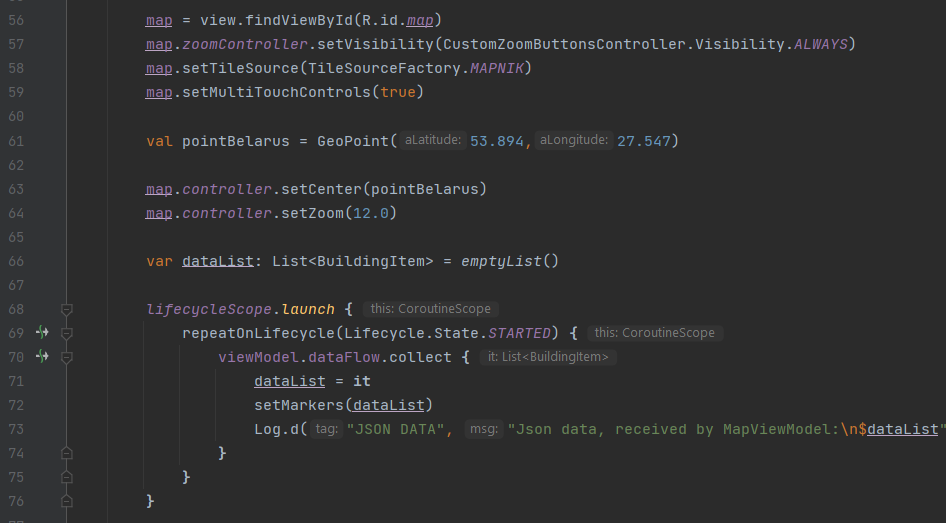 56 map = view.findViewById(R.id.map)
57 map.zoomController.setVisibility(CustomZoomButtonsController.Visibility.ALWAYS)
58 map.setTileSource(TileSourceFactory.MAPNIK)
59 map.setMultiTouchControls(true)
60
61 val pointBelarus = GeoPoint( aLatitude: 53.894, aLongitude: 27.547)
62
63 map.controller.setCenter(pointBelarus)
64 map.controller.setZoom(12.0)
65
66 var dataList: List<BuildingItem> = emptyList()
67
68 lifecycleScope.launch { this: CoroutineScope
69 repeatOnLifecycle(Lifecycle.State.STARTED) { this: CoroutineScope
70 viewModel.dataFlow.collect { it: List<BuildingItem>
71 dataList = it
72 setMarkers(dataList)
73 Log.d( tag: "JSON DATA", msg: "Json data, received by MapViewModel:\n$dataList"
74 }
75 }
76 }